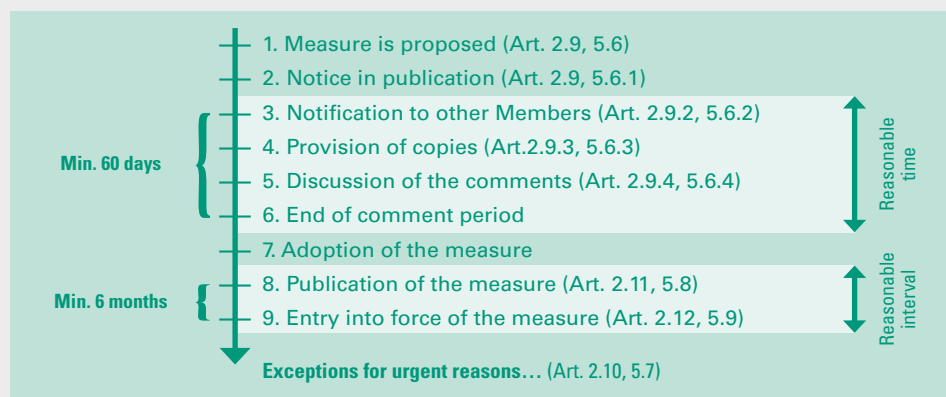 1. Measure is proposed (Art. 2.9, 5.6)
2. Notice in publication (Art. 2.9, 5.6.1)
3. Notification to other Members (Art. 2.9.2, 5.6.2)
4. Provision of copies (Art.2.9.3, 5.6.3)
Min. 60 days
5. Discussion of the comments (Art. 2.9.4, 5.6.4)
6. End of comment period
Reasonable
time
7. Adoption of the measure
8. Publication of the measure (Art. 2.11, 5.8)
Min. 6 months
9. Entry into force of the measure (Art. 2.12, 5.9)
Reasonable
interval
Exceptions for urgent reasons… (Art. 2.10, 5.7)